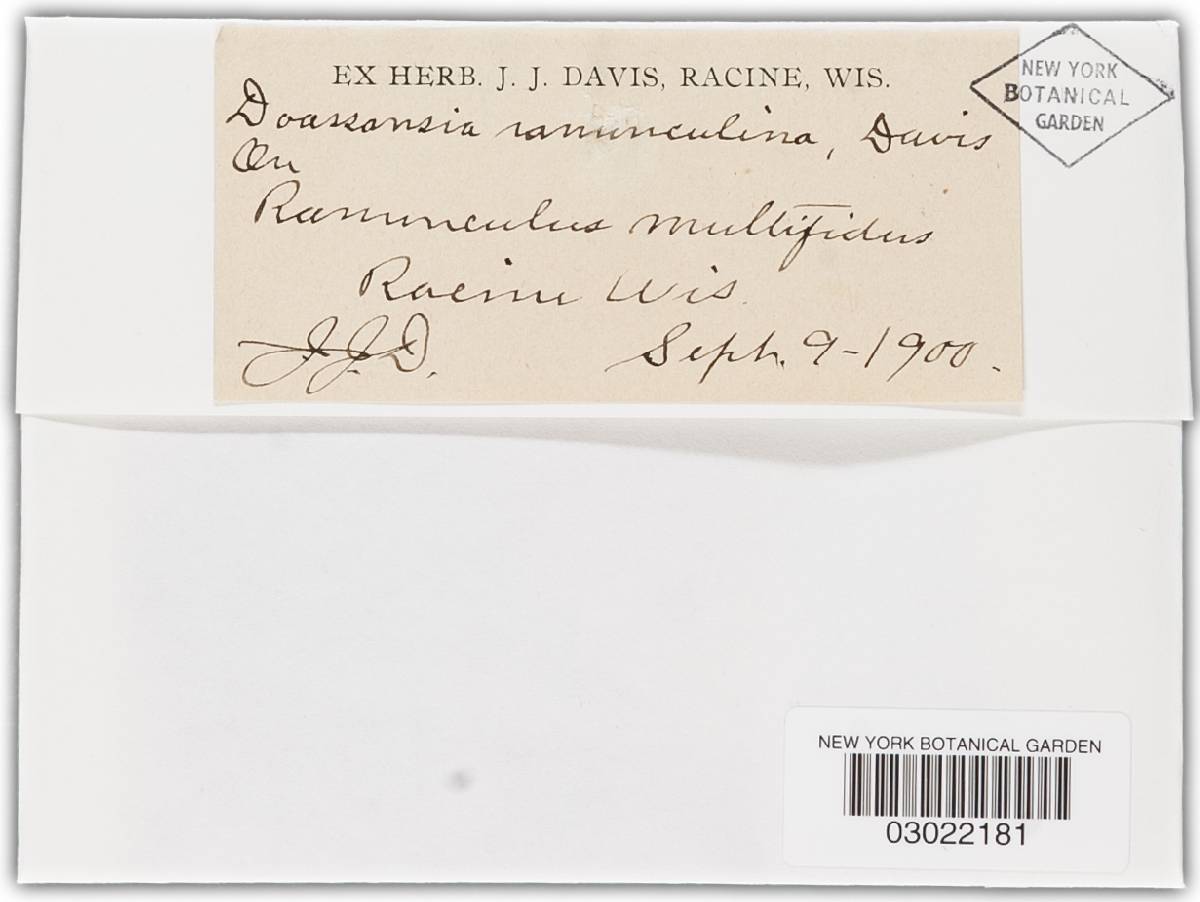 EX HERB. J. J. DAVIS, RACINE, WIS.
Doassansia ranunculina, Davis
On
Ranunculus multifidus
Racine Wis.
J.J.D. Sept. 9-1900.
NEW YORK
BOTANICAL
GARDEN
NEW YORK BOTANICAL GARDEN
03022181